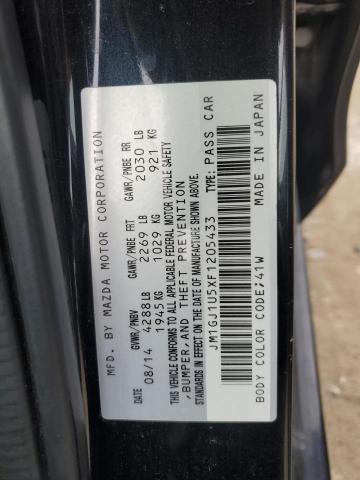 MFD. BY MAZDA MOTOR CORPORATION
GVWR/PNBV GAWR/PNBE FRT GAWR/PNBE RR
08/14 4288LB 2269 LB 2030 LB
1945KG 1029 KG 921 KG
THIS VEHICLE CONFORMS TO ALL APPLICABLE FEDERAL MOTOR VEHICLE SAFETY
,BUMPER,AND THEFT PREVENTION
STANDARDS IN EFFECT ON THE DATE OF MANUFACTURE SHOWN ABOVE.
JM1GJ1U5XF1205433 TYPE: PASS CAR
BODY COLOR CODE;41W MADE IN JAPAN